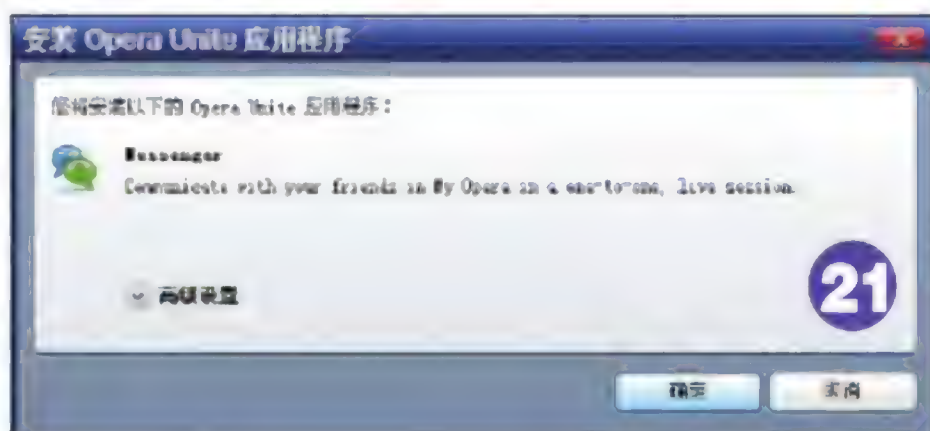 安装 Opera Unite 应用程序
您将安装以下的 Opera Unite 应用程序:
Messenger
Communicate with your friends in My Opera in a one-to-one, live session.
高级设置
21
确定
取消